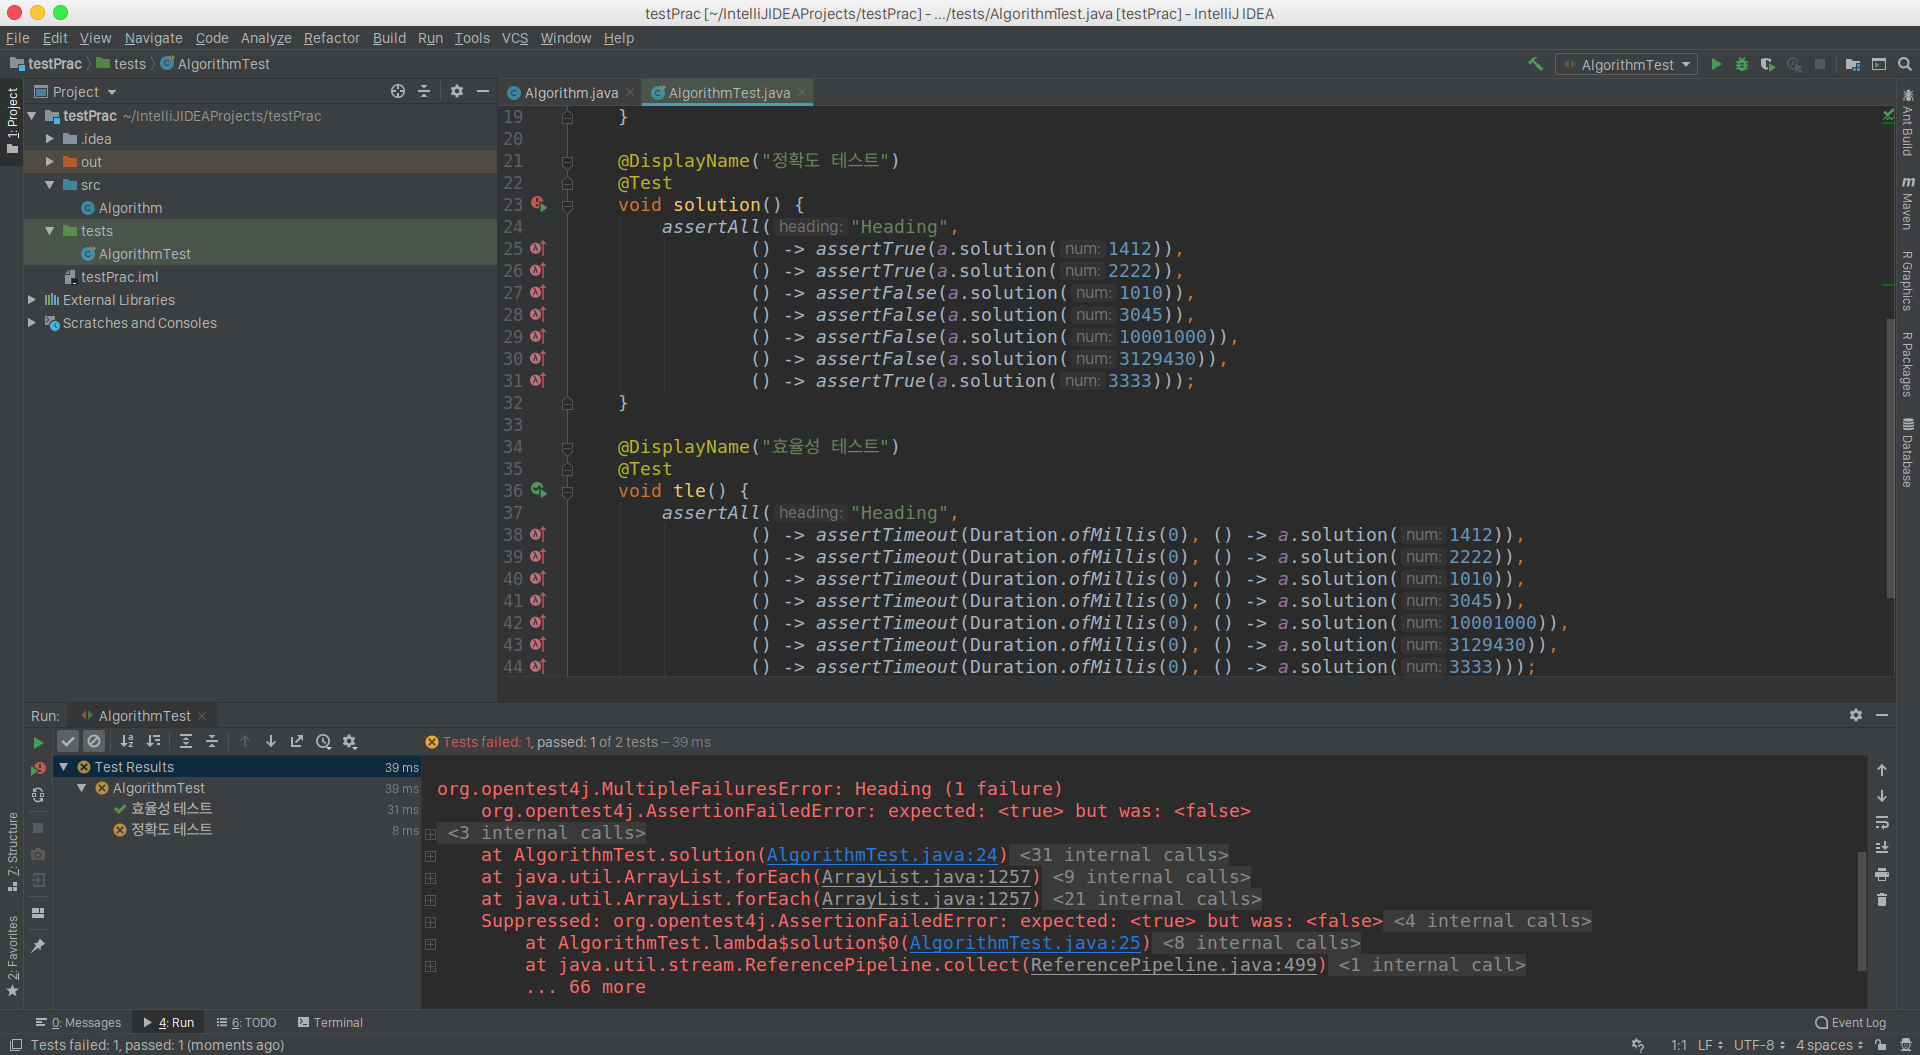 testPrac [~/IntelliJIDEAProjects/testPrac] - .../tests/AlgorithmTest.java [testPrac] - IntelliJ IDEA
File Edit View Navigate Code Analyze Refactor Build Run Tools VCS Window Help
testPrac tests AlgorithmTest
AlgorithmTest
Project
Algorithm.java
AlgorithmTest.java
1: Project
testPrac ~/IntelliJIDEAProjects/testPrac
.idea
out
src
Algorithm
tests
AlgorithmTest
testPrac.iml
External Libraries
Scratches and Consoles
19 }
20
21 @DisplayName("정확도 테스트")
22 @Test
23 void solution() {
24 assertAll( heading: "Heading",
25 () -> assertTrue(a.solution( num: 1412)),
26 () -> assertTrue(a.solution( num: 2222)),
27 () -> assertFalse(a.solution( num: 1010)),
28 () -> assertFalse(a.solution( num: 3045)),
29 () -> assertFalse(a.solution( num: 10001000)),
30 () -> assertFalse(a.solution( num: 3129430)),
31 () -> assertTrue(a.solution( num: 3333)));
32 }
33
34 @DisplayName("효율성 테스트")
35 @Test
36 void tle() {
37 assertAll( heading: "Heading",
38 () -> assertTimeout(Duration.ofMillis(0), () -> a.solution( num: 1412)),
39 () -> assertTimeout(Duration.ofMillis(0), () -> a.solution( num: 2222)),
40 () -> assertTimeout(Duration.ofMillis(0), () -> a.solution( num: 1010)),
41 () -> assertTimeout(Duration.ofMillis(0), () -> a.solution( num: 3045)),
42 () -> assertTimeout(Duration.ofMillis(0), () -> a.solution( num: 10001000)),
43 () -> assertTimeout(Duration.ofMillis(0), () -> a.solution( num: 3129430)),
44 () -> assertTimeout(Duration.ofMillis(0), () -> a.solution( num: 3333)));
Ant Build
m Maven
R Graphics
R Packages
Database
Run: AlgorithmTest
Tests failed: 1, passed: 1 of 2 tests – 39 ms
Test Results 39 ms
AlgorithmTest 39 ms
효율성 테스트 31 ms
정확도 테스트 8 ms
org.opentest4j.MultipleFailuresError: Heading (1 failure)
org.opentest4j.AssertionFailedError: expected: <true> but was: <false>
<3 internal calls>
at AlgorithmTest.solution(AlgorithmTest.java:24) <31 internal calls>
at java.util.ArrayList.forEach(ArrayList.java:1257) <9 internal calls>
at java.util.ArrayList.forEach(ArrayList.java:1257) <21 internal calls>
Suppressed: org.opentest4j.AssertionFailedError: expected: <true> but was: <false> <4 internal calls>
at AlgorithmTest.lambda$solution$0(AlgorithmTest.java:25) <8 internal calls>
at java.util.stream.ReferencePipeline.collect(ReferencePipeline.java:499) <1 internal call>
... 66 more
7: Structure
2: Favorites
0: Messages 4: Run 6: TODO Terminal Event Log
Tests failed: 1, passed: 1 (moments ago) 1:1 LF UTF-8 4 spaces